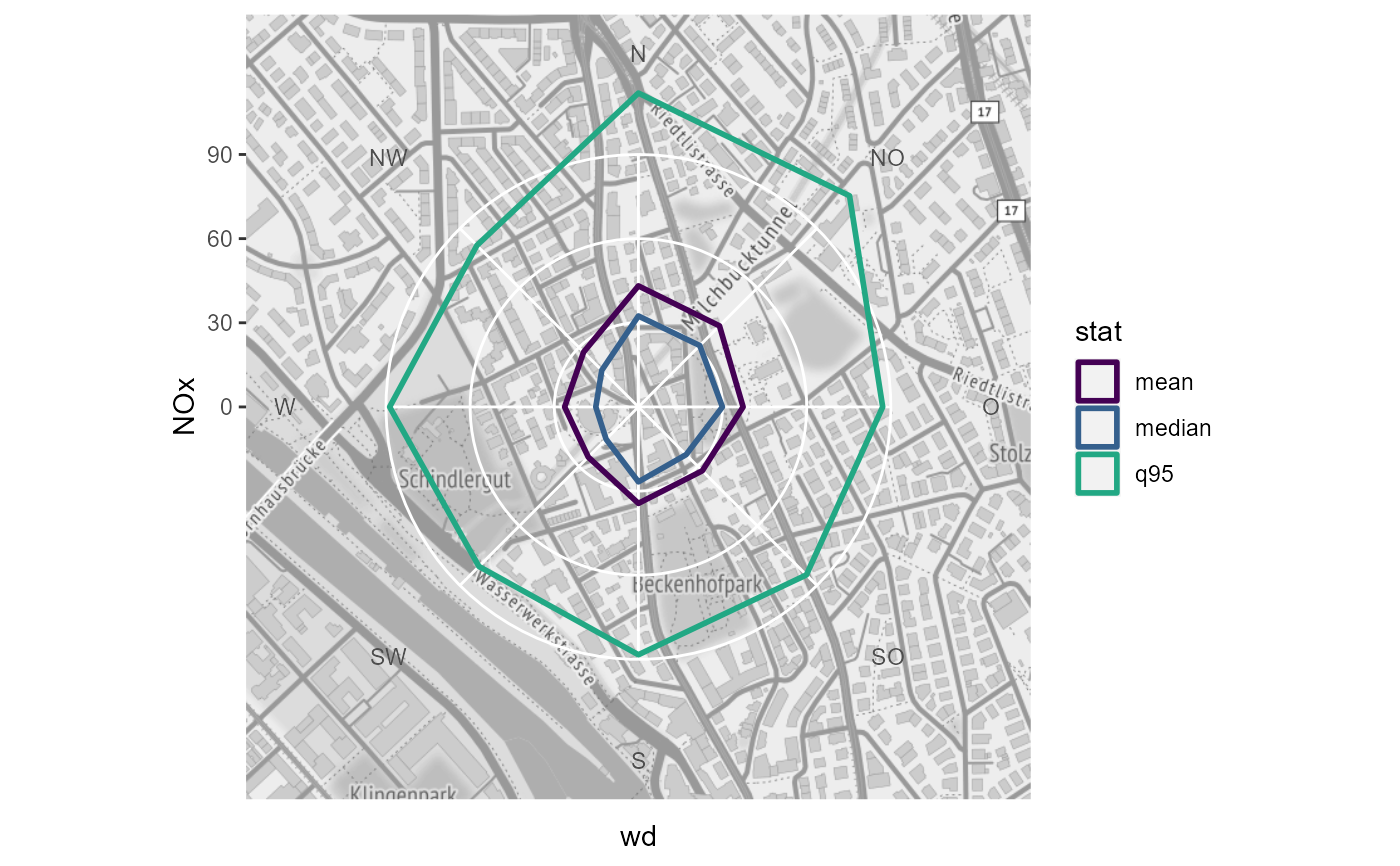 N
17
Riedtlistrasse
90
NW
NO
17
60
Milchbucktunnel
30
stat
mean
Riedtlistr
NOx
0
W
O
median
Stolz
q95
Schindlergut
rnhausbrücke
Beckenhofpark
Wasserwerkstrasse
SW
SO
S
Klingenpark
wd